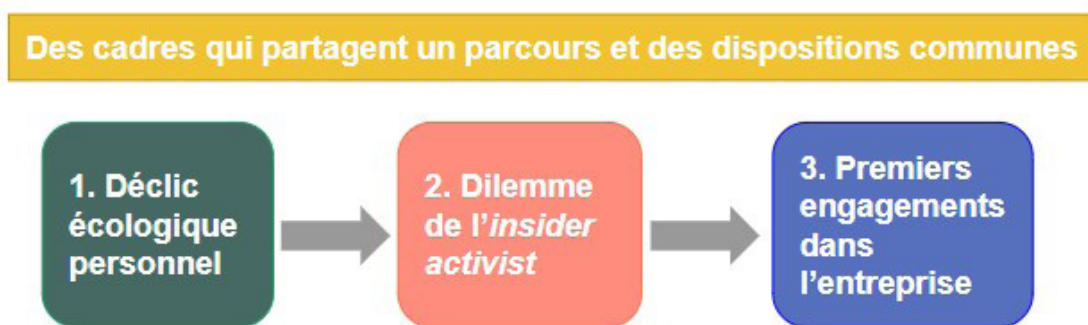 Des cadres qui partagent un parcours et des dispositions communes
1. Déclic
écologique
personnel
2. Dilemme
de l’insider
activist
3. Premiers
engagements
dans
l’entreprise